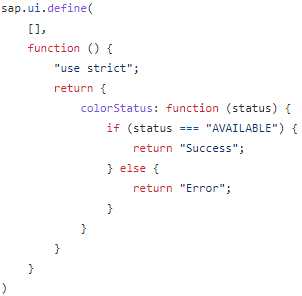 sap.ui.define(
    [],
    function () {
        "use strict";
        return {
            colorStatus: function (status) {
                if (status === "AVAILABLE") {
                    return "Success";
                } else {
                    return "Error";
                }
            }
        }
    }
)